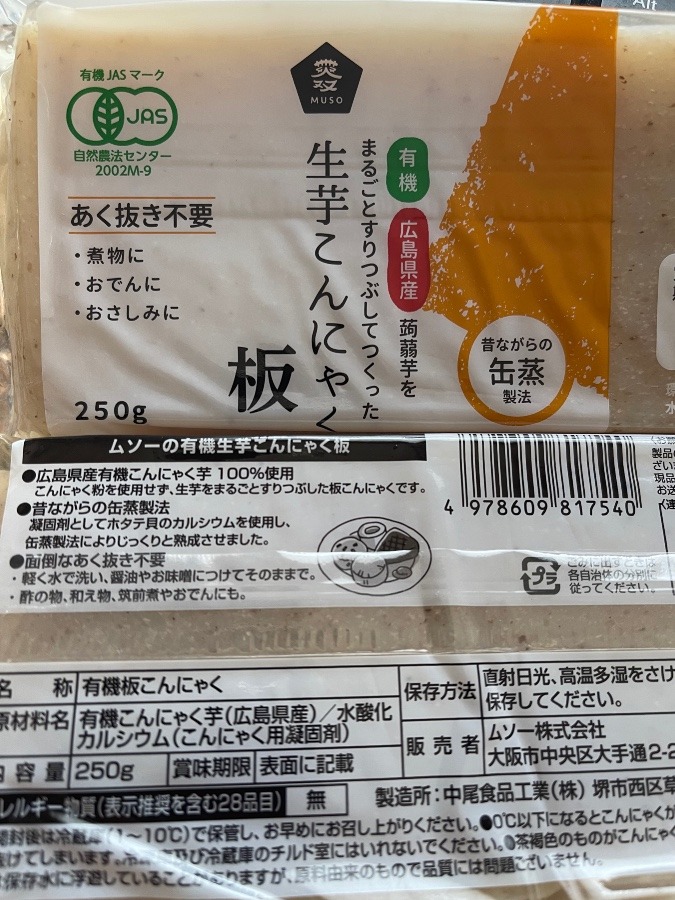 Alt
有機JASマーク
JAS
自然農法センター
2002M-9
MUSO
あく抜き不要
・煮物に
・おでんに
・おさしみに
250g
有機
広島県産
蒟蒻芋を
まるごとすりつぶしてつくった
生芋こんにゃく
板
昔ながらの
缶蒸
製法
ムソーの有機生芋こんにゃく板
●広島県産有機こんにゃく芋 100%使用
こんにゃく粉を使用せず、生芋をまるごとすりつぶした板こんにゃくです。
●昔ながらの缶蒸製法
凝固剤としてホタテ貝のカルシウムを使用し、
缶蒸製法によりじっくりと熟成させました。
●面倒なあく抜き不要
・軽く水で洗い、醤油やお味噌につけてそのままで。
・酢の物、和え物、筑前煮やおでんにも。
4 978609 817540
プラ
ごみに出すときは
各自治体の分別に
従ってください。
名 称 有機板こんにゃく
原材料名 有機こんにゃく芋(広島県産)/水酸化
カルシウム(こんにゃく用凝固剤)
内容量 250g 賞味期限 表面に記載
保存方法 直射日光、高温多湿をさけ
保存してください。
販売者 ムソー株式会社
大阪市中央区大手通2-2
レルギー物質(表示推奨を含む28品目) 無
製造所:中尾食品工業(株) 堺市西区草
開封後は冷蔵庫(1~10℃)で保管し、お早めにお召し上がりください。●0℃以下になるとこんにゃくが
抜けてしまいます。冷凍庫及び冷蔵庫のチルド室にはいれないでください。●茶褐色のものがこんにゃく
保存水に浮遊していることがありますが、原料由来のもので品質には問題ございません。